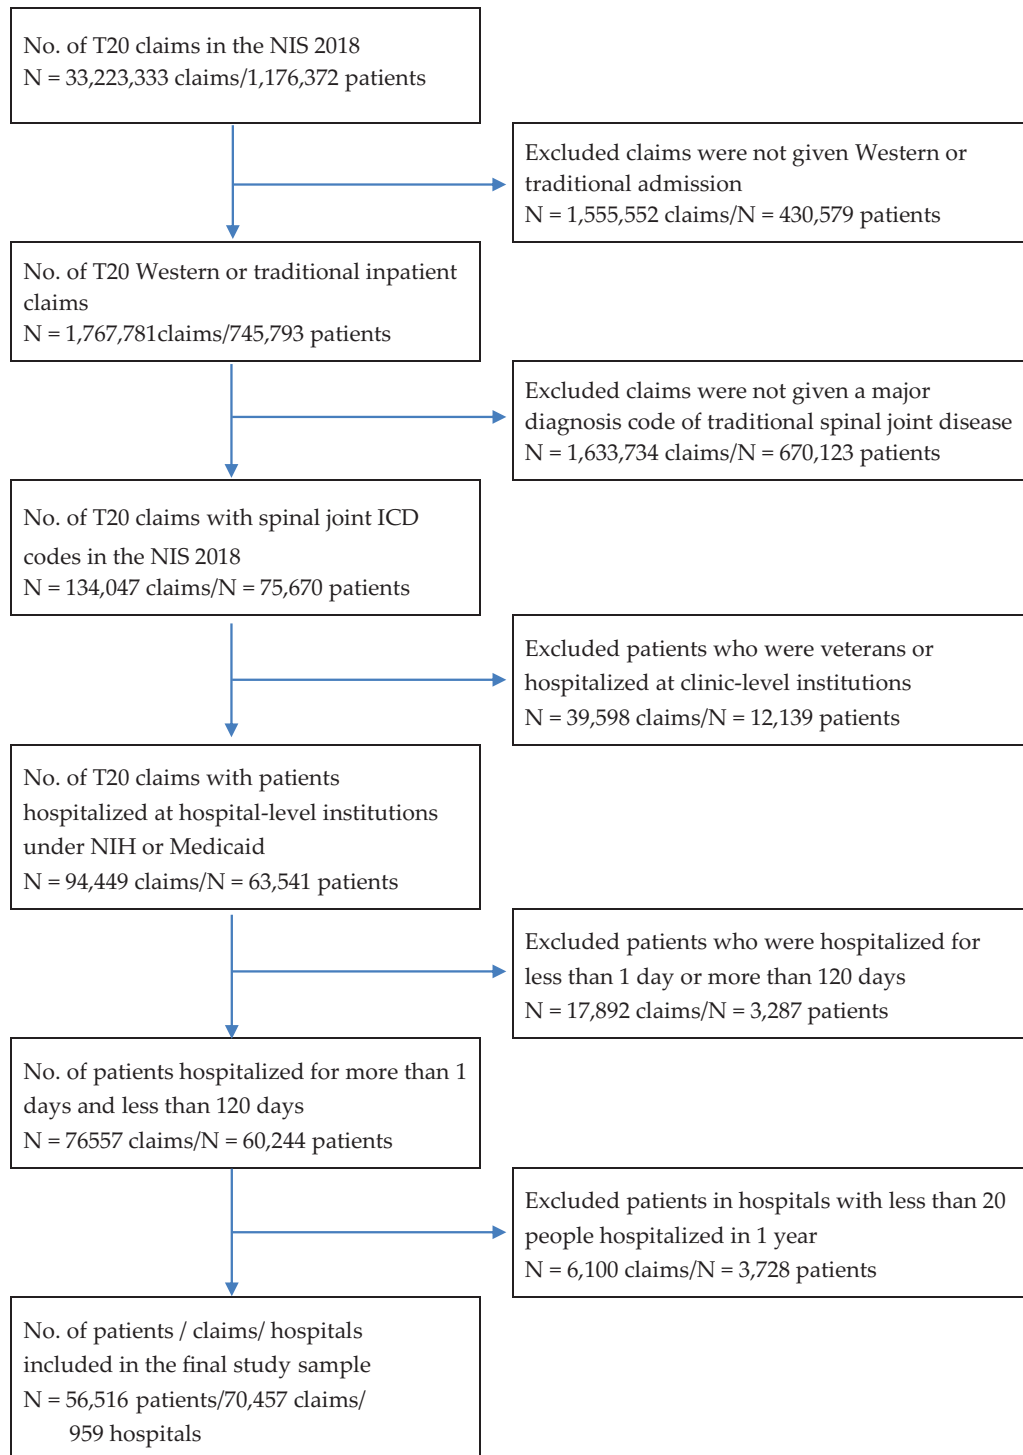 No. of T20 claims in the NIS 2018
N = 33,223,333 claims/1,176,372 patients
Excluded claims were not given Western or
traditional admission
N = 1,555,552 claims/N = 430,579 patients
No. of T20 Western or traditional inpatient
claims
N = 1,767,781claims/745,793 patients
Excluded claims were not given a major
diagnosis code of traditional spinal joint disease
N = 1,633,734 claims/N = 670,123 patients
No. of T20 claims with spinal joint ICD
codes in the NIS 2018
N = 134,047 claims/N = 75,670 patients
Excluded patients who were veterans or
hospitalized at clinic-level institutions
N = 39,598 claims/N = 12,139 patients
No. of T20 claims with patients
hospitalized at hospital-level institutions
under NIH or Medicaid
N = 94,449 claims/N = 63,541 patients
Excluded patients who were hospitalized for
less than 1 day or more than 120 days
N = 17,892 claims/N = 3,287 patients
No. of patients hospitalized for more than 1
days and less than 120 days
N = 76557 claims/N = 60,244 patients
Excluded patients in hospitals with less than 20
people hospitalized in 1 year
N = 6,100 claims/N = 3,728 patients
No. of patients / claims/ hospitals
included in the final study sample
N = 56,516 patients/70,457 claims/
959 hospitals